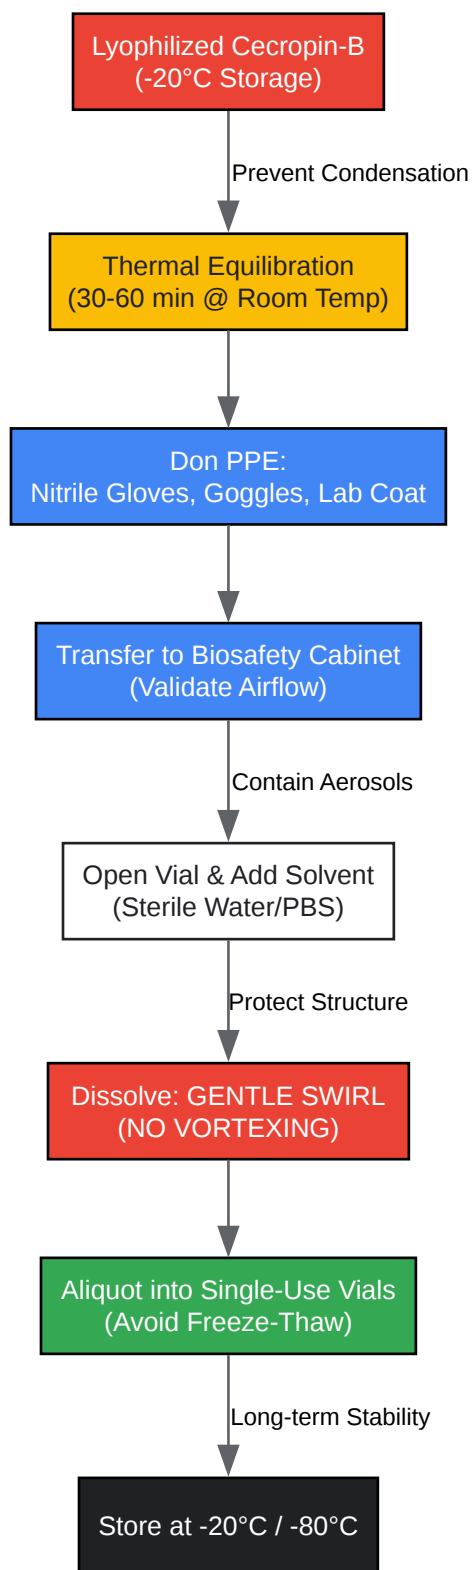 Lyophilized Cecropin-B
(-20°C Storage)
Prevent Condensation
Thermal Equilibration
(30-60 min @ Room Temp)
Don PPE:
Nitrile Gloves, Goggles, Lab Coat
Transfer to Biosafety Cabinet
(Validate Airflow)
Contain Aerosols
Open Vial & Add Solvent
(Sterile Water/PBS)
Protect Structure
Dissolve: GENTLE SWIRL
(NO VORTEXING)
Aliquot into Single-Use Vials
(Avoid Freeze-Thaw)
Long-term Stability
Store at -20°C / -80°C